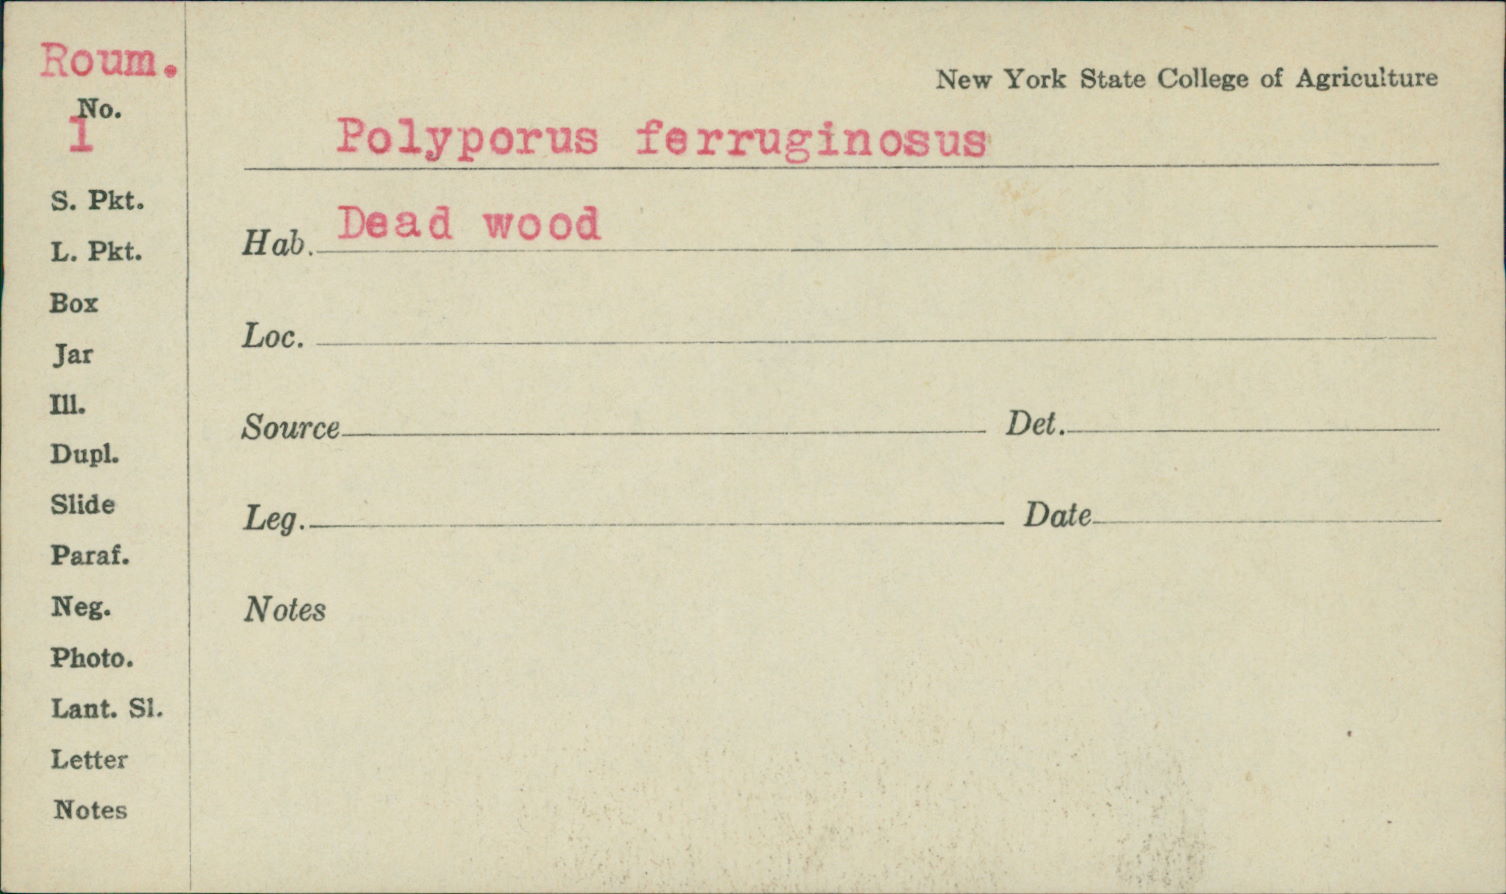 Roum.
No.
1
S. Pkt.
L. Pkt.
Box
Jar
Ill.
Dupl.
Slide
Paraf.
Neg.
Photo.
Lant. Sl.
Letter
Notes
New York State College of Agriculture
Polyporus ferruginosus
Hab. Dead wood
Loc.
Source Det.
Leg. Date
Notes